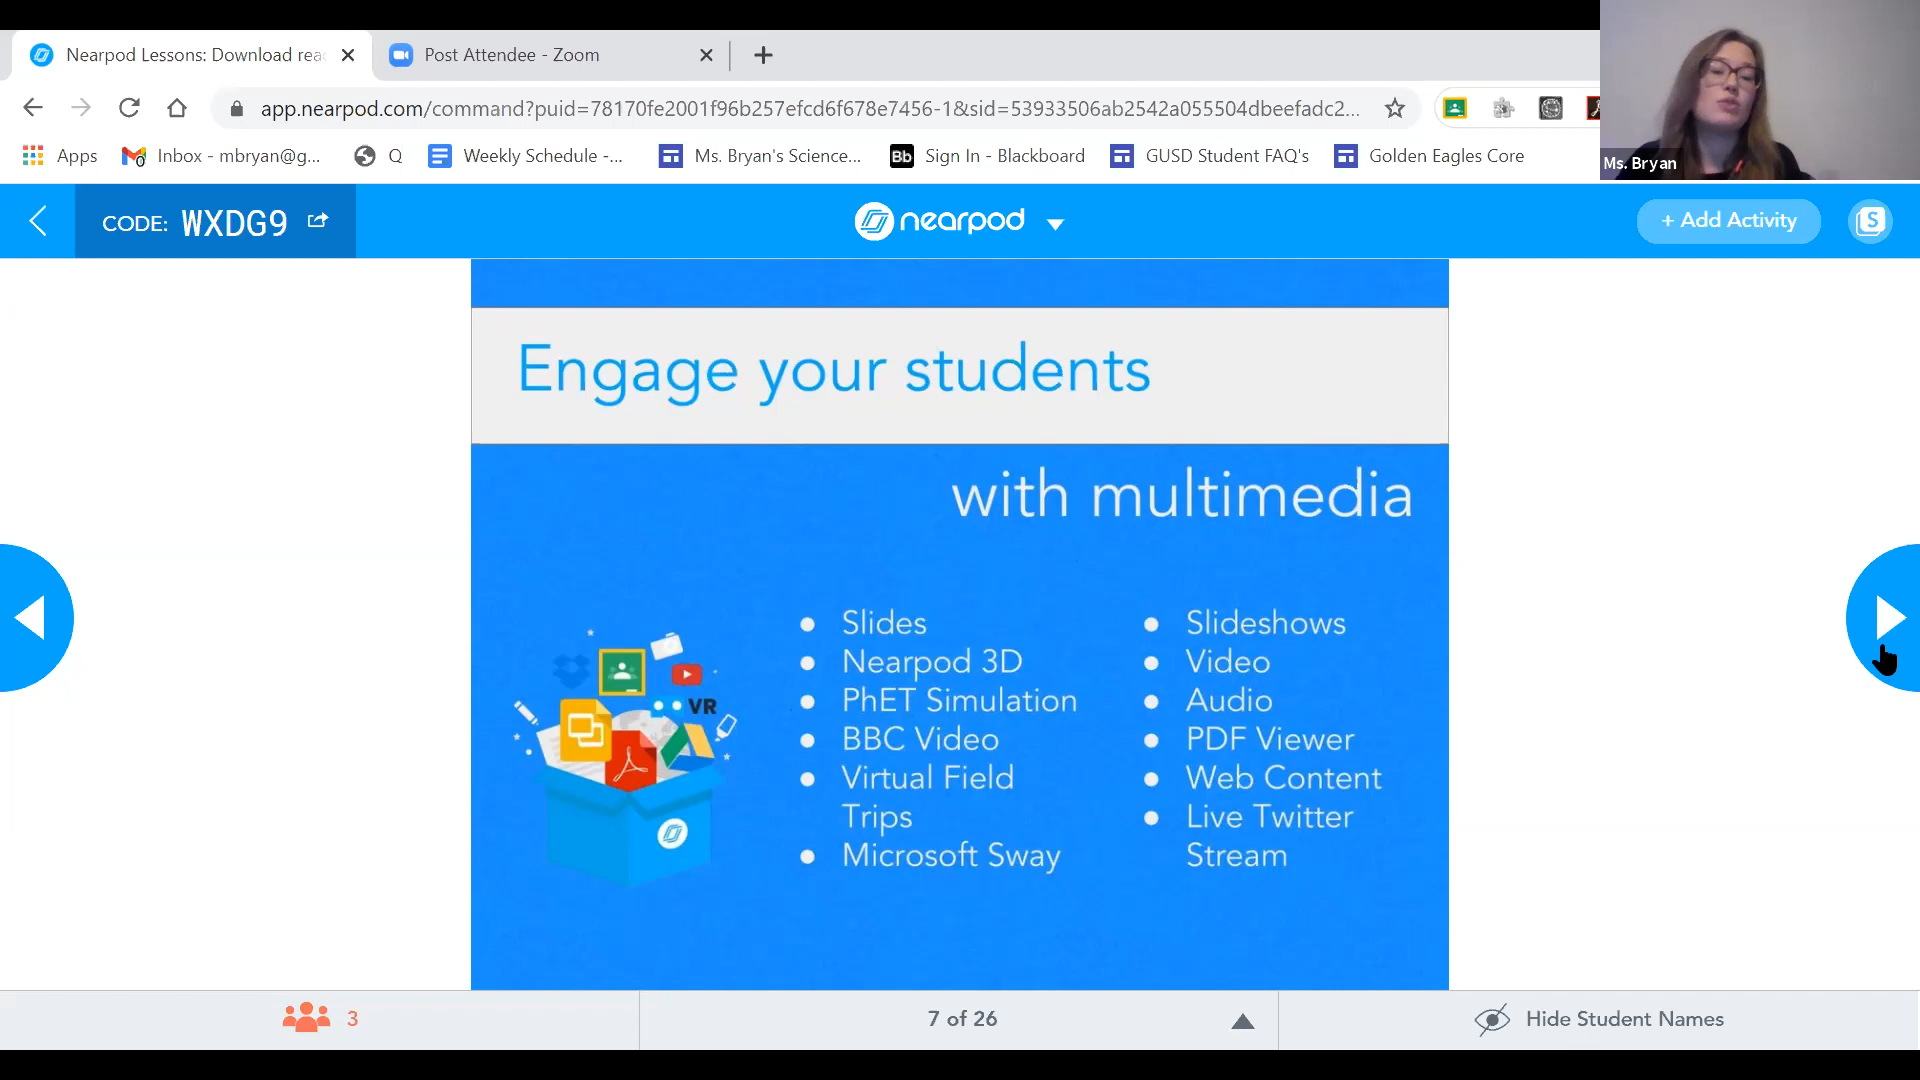 Nearpod Lessons: Download rea
Post Attendee - Zoom
app.nearpod.com/command?puid=78170fe2001f96b257efcd6f678e7456-1&sid=53933506ab2542a055504dbeefadc2...
Apps
Inbox - mbryan@g...
Q
Weekly Schedule -...
Ms. Bryan's Science...
Bb
Sign In - Blackboard
GUSD Student FAQ's
Golden Eagles Core
Ms. Bryan
CODE: WXDG9
nearpod
+ Add Activity
S
Engage your students
with multimedia
VR
• Slides
• Nearpod 3D
• PhET Simulation
• BBC Video
• Virtual Field
Trips
• Microsoft Sway
• Slideshows
• Video
• Audio
• PDF Viewer
• Web Content
• Live Twitter
Stream
3
7 of 26
Hide Student Names